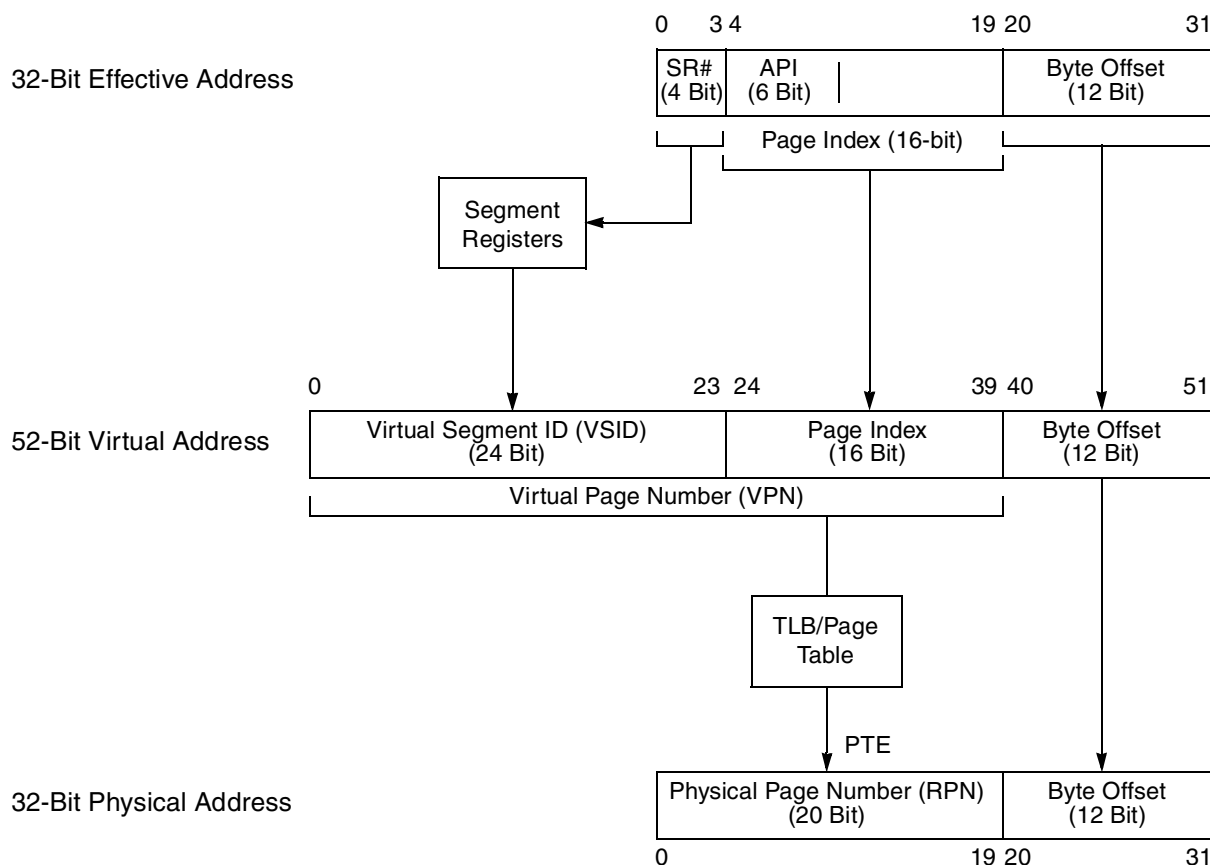 0 3 4 19 20 31
32-Bit Effective Address
SR#
(4 Bit)
API
(6 Bit)
Byte Offset
(12 Bit)
Page Index (16-bit)
Segment
Registers
0 23 24 39 40 51
52-Bit Virtual Address
Virtual Segment ID (VSID)
(24 Bit)
Page Index
(16 Bit)
Byte Offset
(12 Bit)
Virtual Page Number (VPN)
TLB/Page
Table
PTE
32-Bit Physical Address
Physical Page Number (RPN)
(20 Bit)
Byte Offset
(12 Bit)
0 19 20 31